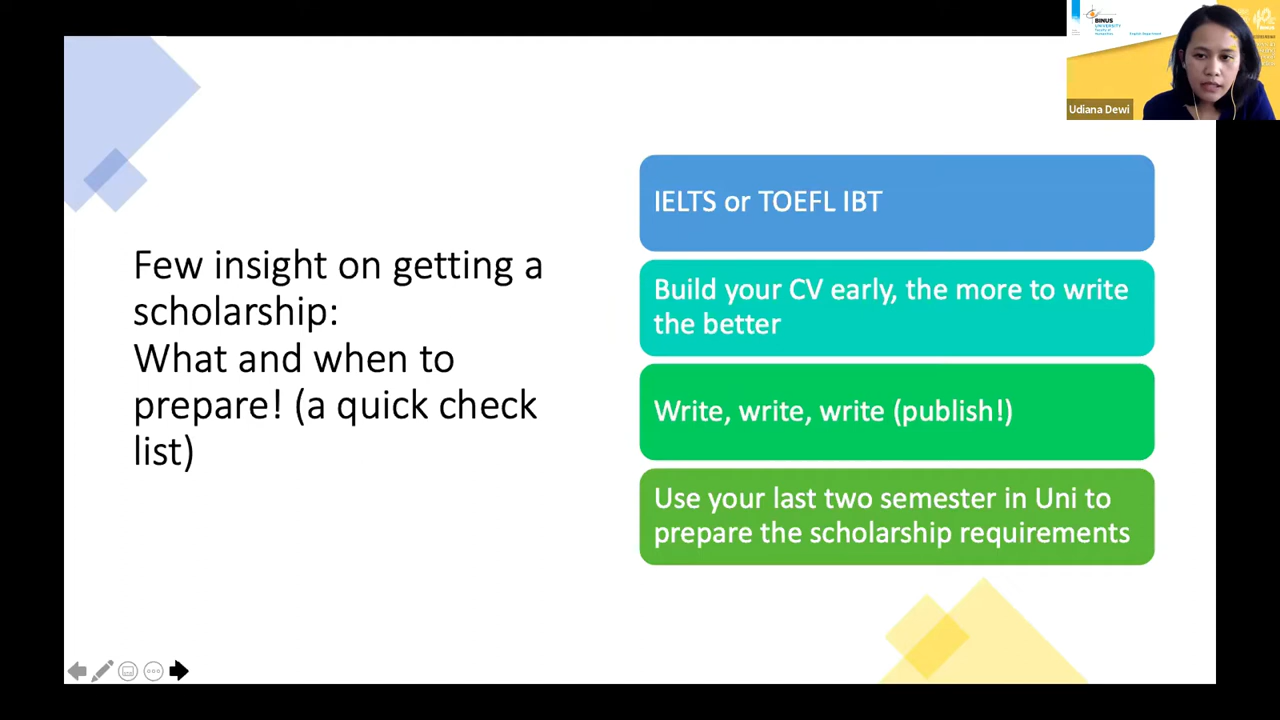 BINUS
UNIVERSITY
Udiana Dewi
Few insight on getting a
scholarship:
What and when to
prepare! (a quick check
list)
IELTS or TOEFL IBT
Build your CV early, the more to write
the better
Write, write, write (publish!)
Use your last two semester in Uni to
prepare the scholarship requirements